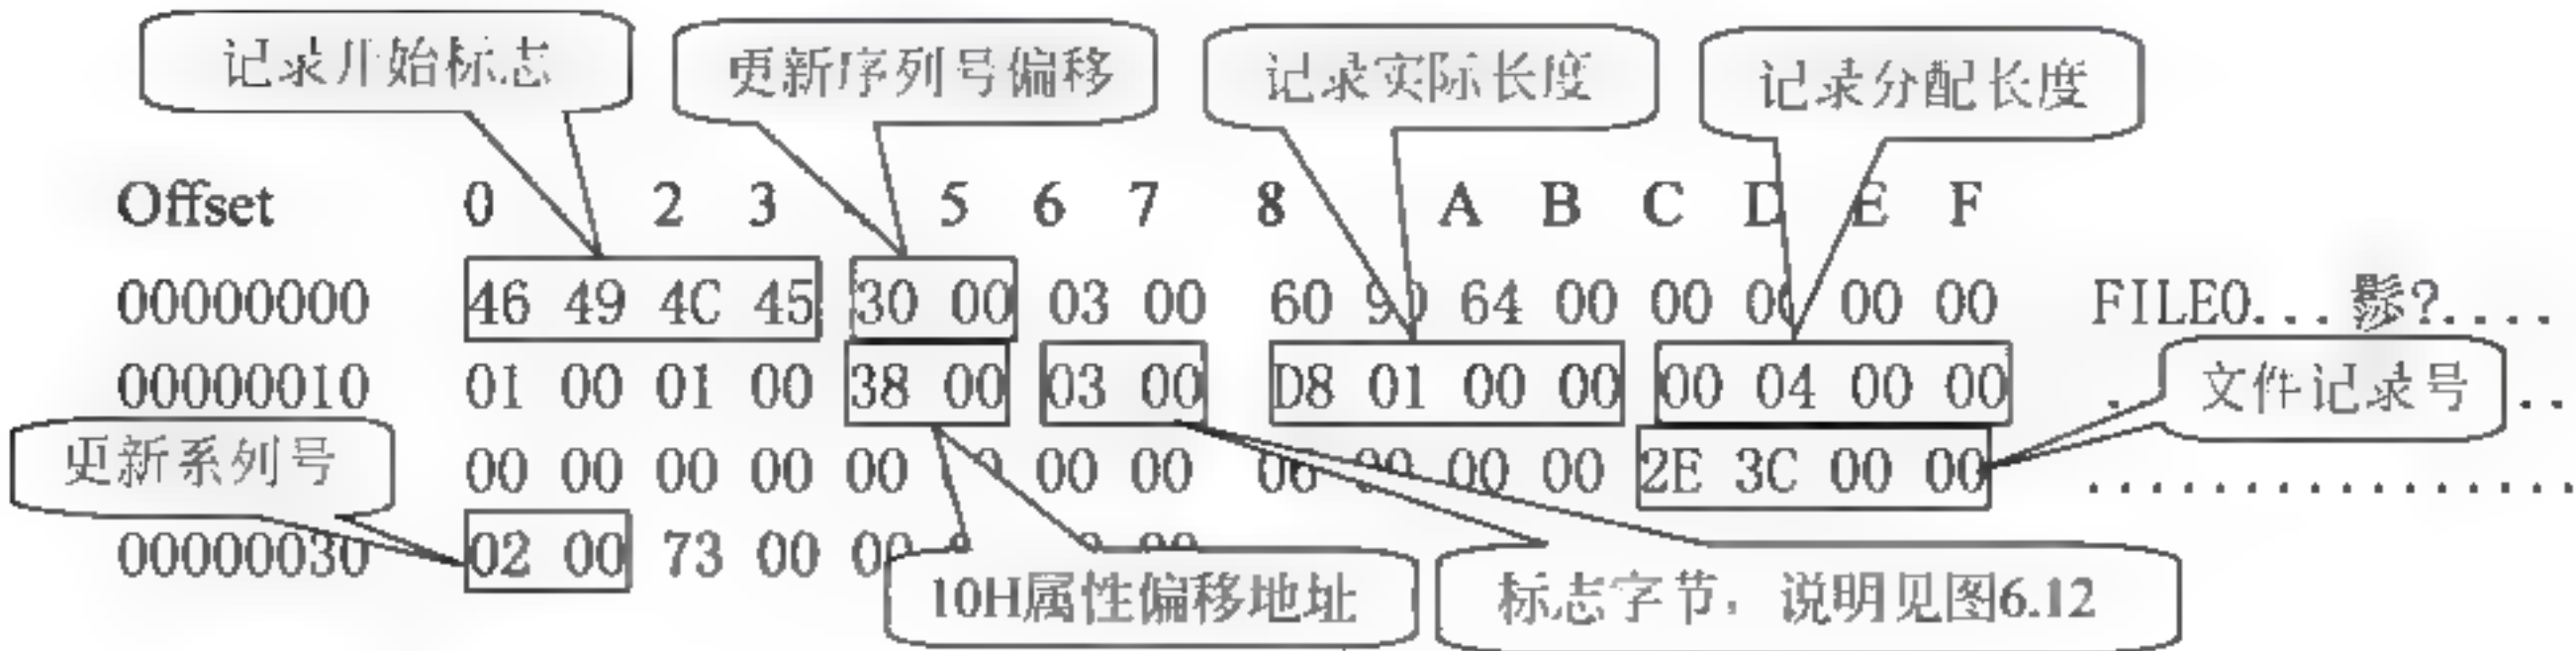 记录开始标志 更新序列号偏移 记录实际长度 记录分配长度
Offset 0 2 3 5 6 7 8 A B C D E F
00000000 46 49 4C 45 30 00 03 00 60 90 64 00 00 00 00 00 FILE0...髟?....
00000010 01 00 01 00 38 00 03 00 D8 01 00 00 00 04 00 00 文件记录号 ..
更新系列号 00 00 00 00 00 00 00 00 00 00 00 2E 3C 00 00 ................
00000030 02 00 73 00 00
10H属性偏移地址 标志字节，说明见图6.12